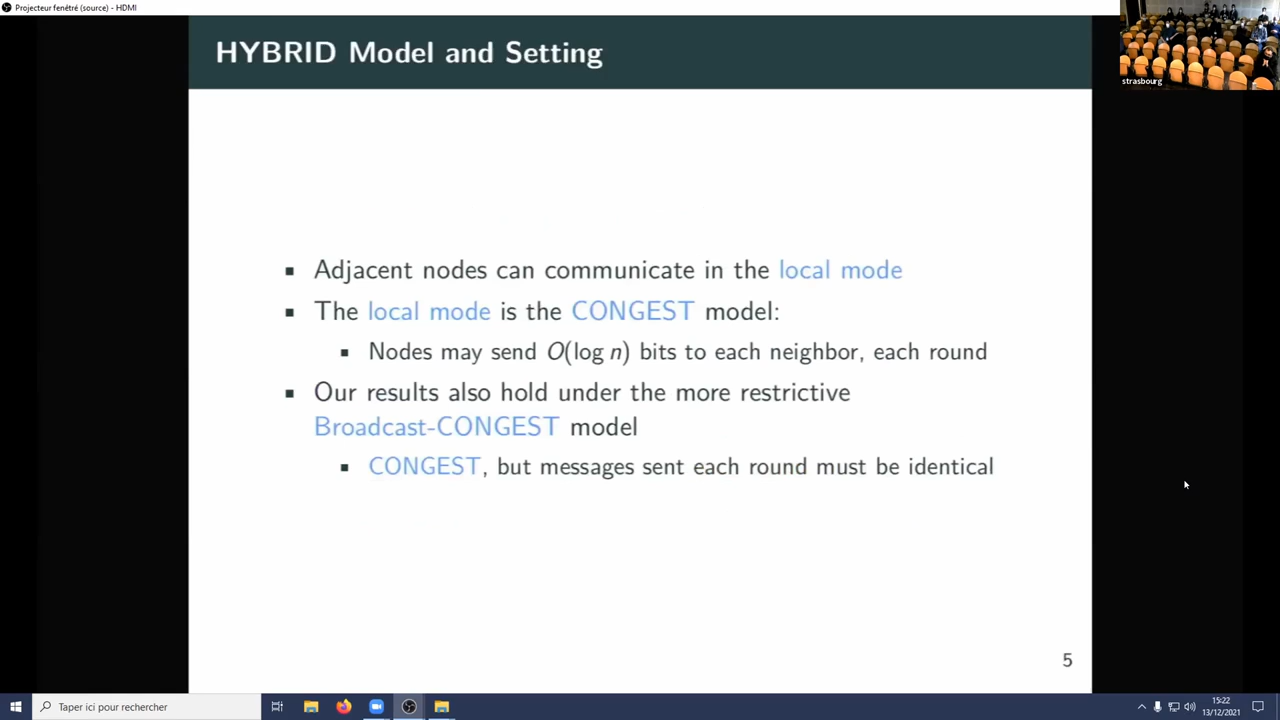 Projecteur fenêtré (source) - HDMI
HYBRID Model and Setting
strasbourg
▪ Adjacent nodes can communicate in the local mode
▪ The local mode is the CONGEST model:
▪ Nodes may send O(log n) bits to each neighbor, each round
▪ Our results also hold under the more restrictive
Broadcast-CONGEST model
▪ CONGEST, but messages sent each round must be identical
5
Taper ici pour rechercher
15:22
13/12/2021